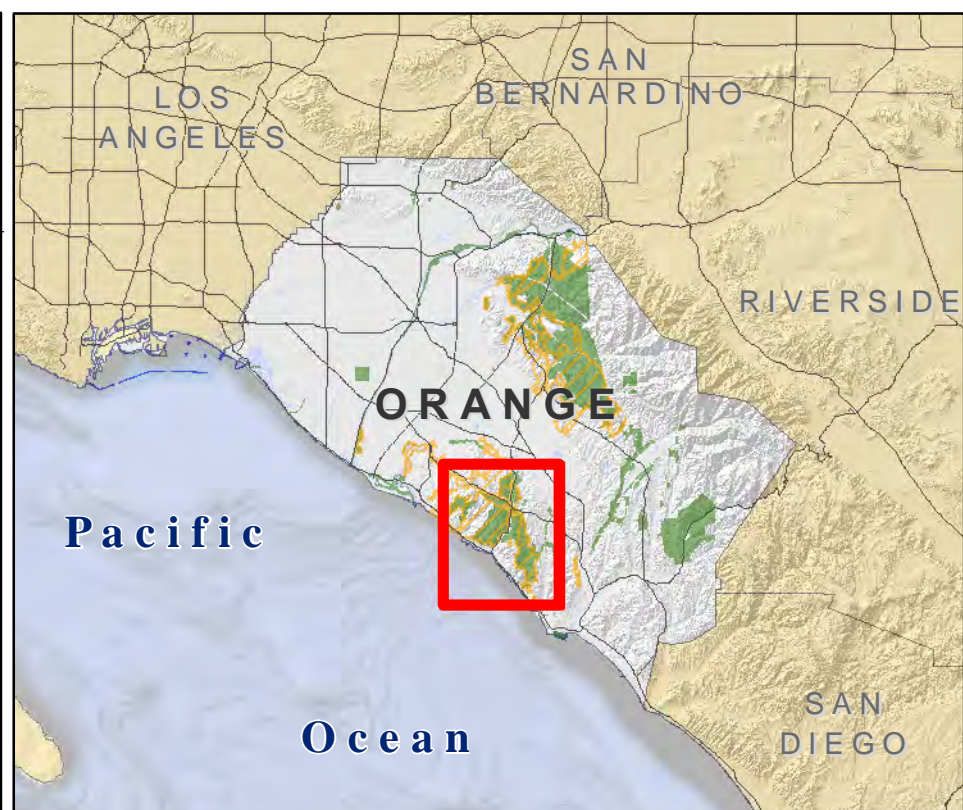 SAN
BERNARDINO
LOS
ANGELES
RIVERSIDE
ORANGE
Pacific
Ocean
SAN
DIEGO